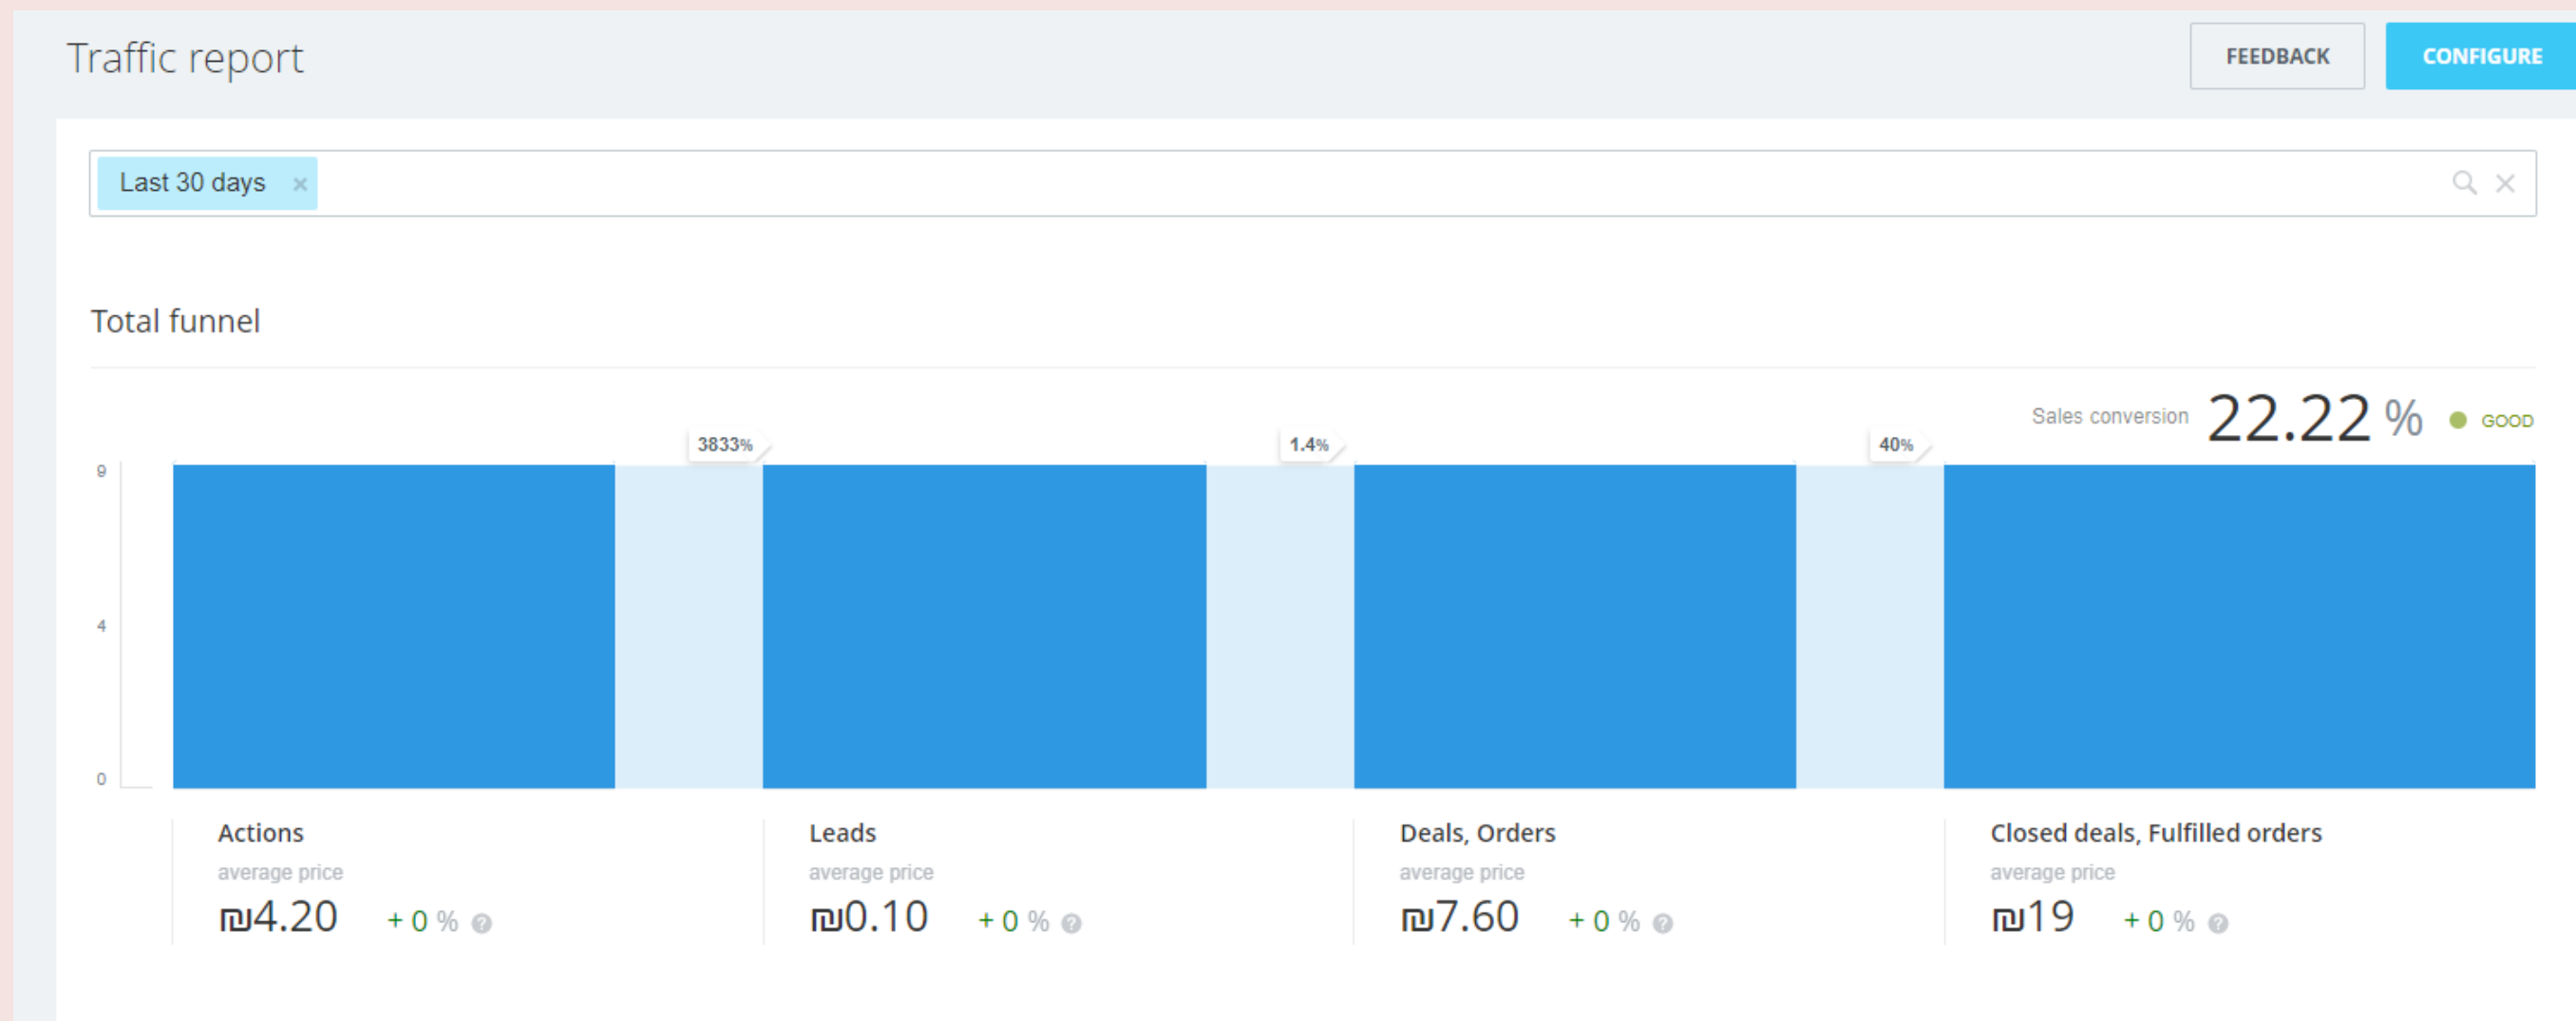 Traffic report
FEEDBACK
CONFIGURE
Last 30 days
Total funnel
Sales conversion 22.22 % GOOD
3833%
1.4%
40%
9
4
0
Actions
average price
₪4.20 + 0 % ?
Leads
average price
₪0.10 + 0 % ?
Deals, Orders
average price
₪7.60 + 0 % ?
Closed deals, Fulfilled orders
average price
₪19 + 0 % ?